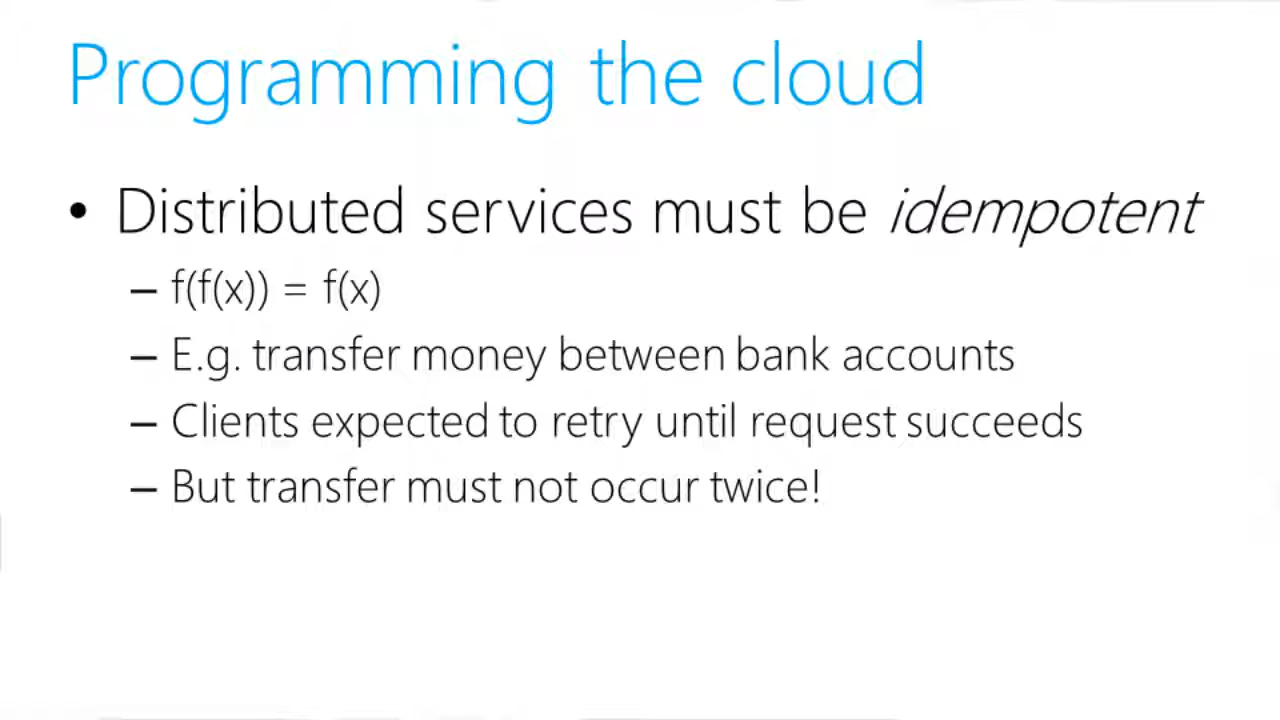 Programming the cloud
• Distributed services must be idempotent
– f(f(x)) = f(x)
– E.g. transfer money between bank accounts
– Clients expected to retry until request succeeds
– But transfer must not occur twice!